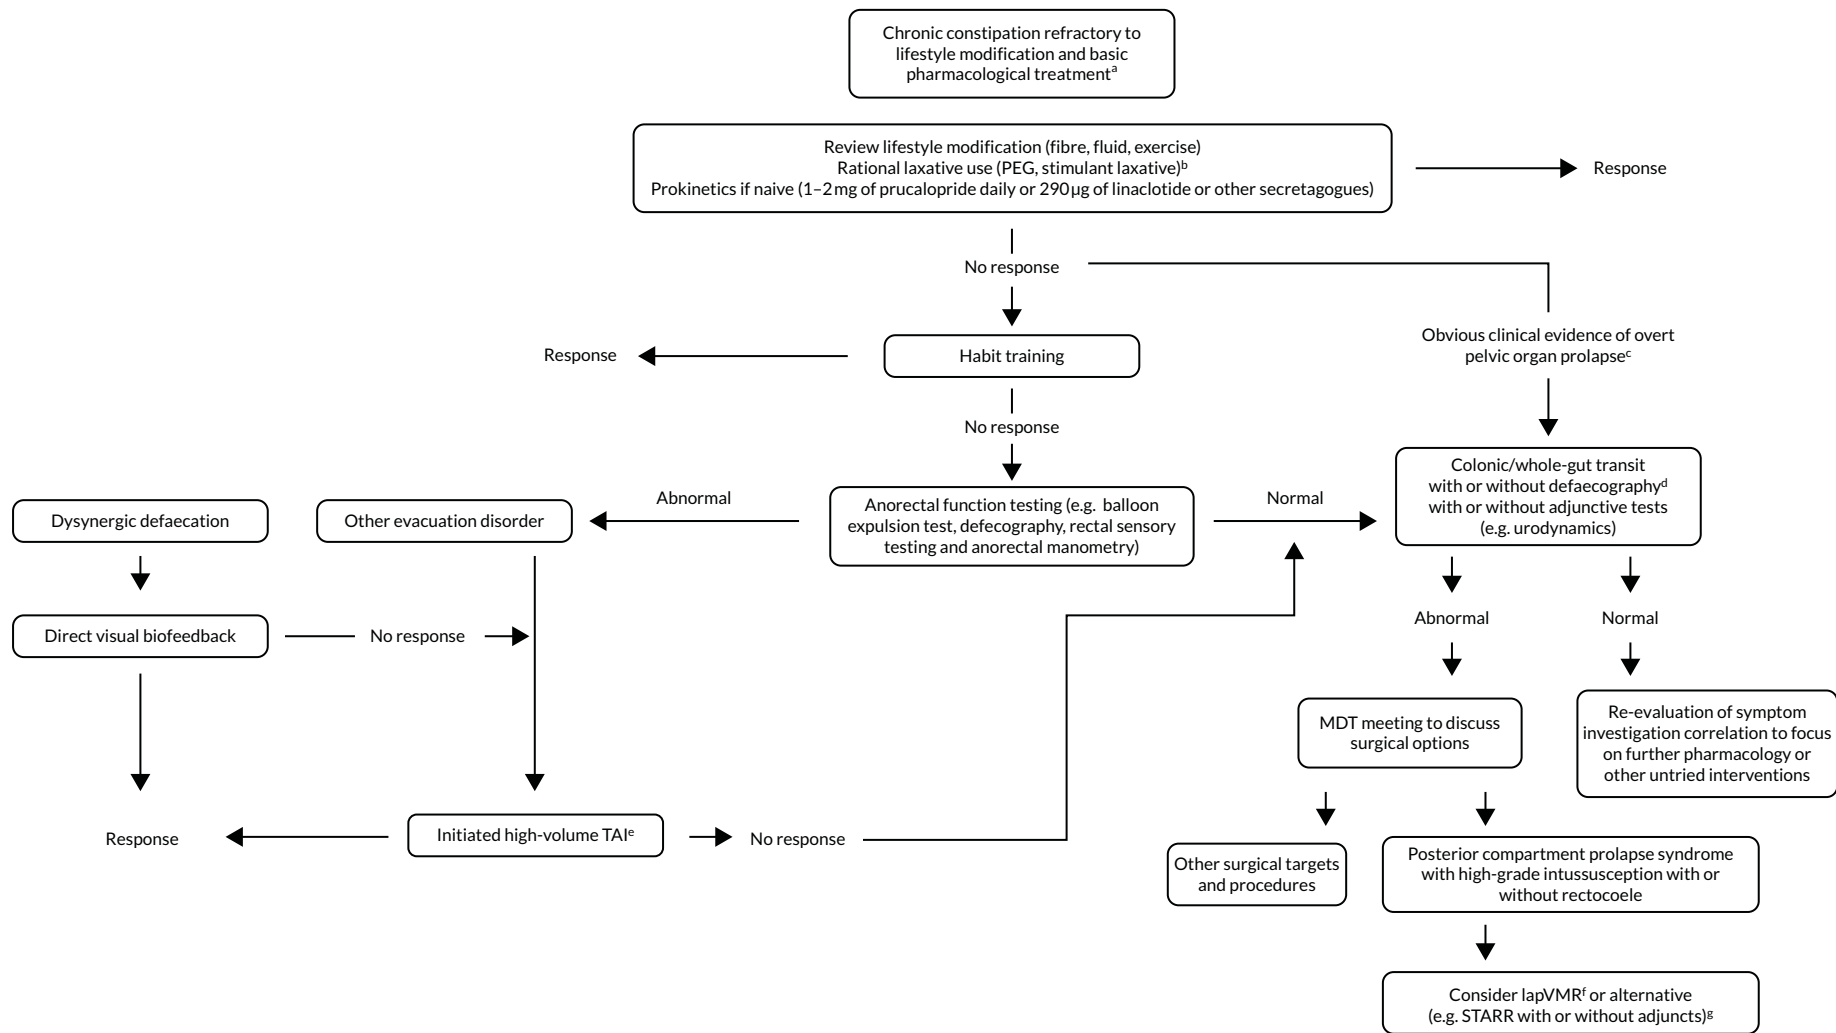 Chronic constipation refractory to
lifestyle modification and basic
pharmacological treatmentᵃ
Review lifestyle modification (fibre, fluid, exercise)
Rational laxative use (PEG, stimulant laxative)ᵇ
Prokinetics if naive (1–2 mg of prucalopride daily or 290 µg of linaclotide or other secretagogues)
Response
No response
Habit training
Response
Obvious clinical evidence of overt
pelvic organ prolapseᶜ
No response
Anorectal function testing (e.g. balloon
expulsion test, defecography, rectal sensory
testing and anorectal manometry)
Abnormal
Normal
Dysynergic defaecation
Other evacuation disorder
Colonic/whole-gut transit
with or without defaecographyᵈ
with or without adjunctive tests
(e.g. urodynamics)
Direct visual biofeedback
No response
Abnormal
Normal
MDT meeting to discuss
surgical options
Re-evaluation of symptom
investigation correlation to focus
on further pharmacology or
other untried interventions
Response
Initiated high-volume TAIᵉ
No response
Other surgical targets
and procedures
Posterior compartment prolapse syndrome
with high-grade intussusception with or
without rectocoele
Consider lapVMRᶠ or alternative
(e.g. STARR with or without adjuncts)ᵍ